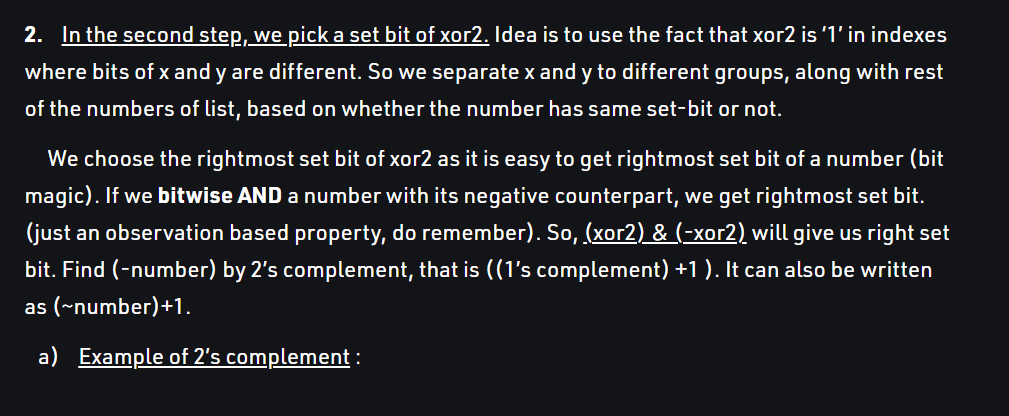 2. In the second step, we pick a set bit of xor2. Idea is to use the fact that xor2 is ‘1’ in indexes
where bits of x and y are different. So we separate x and y to different groups, along with rest
of the numbers of list, based on whether the number has same set-bit or not.
We choose the rightmost set bit of xor2 as it is easy to get rightmost set bit of a number (bit
magic). If we bitwise AND a number with its negative counterpart, we get rightmost set bit.
(just an observation based property, do remember). So, (xor2) & (-xor2) will give us right set
bit. Find (-number) by 2’s complement, that is ((1’s complement) +1 ). It can also be written
as (~number)+1.
a) Example of 2’s complement :